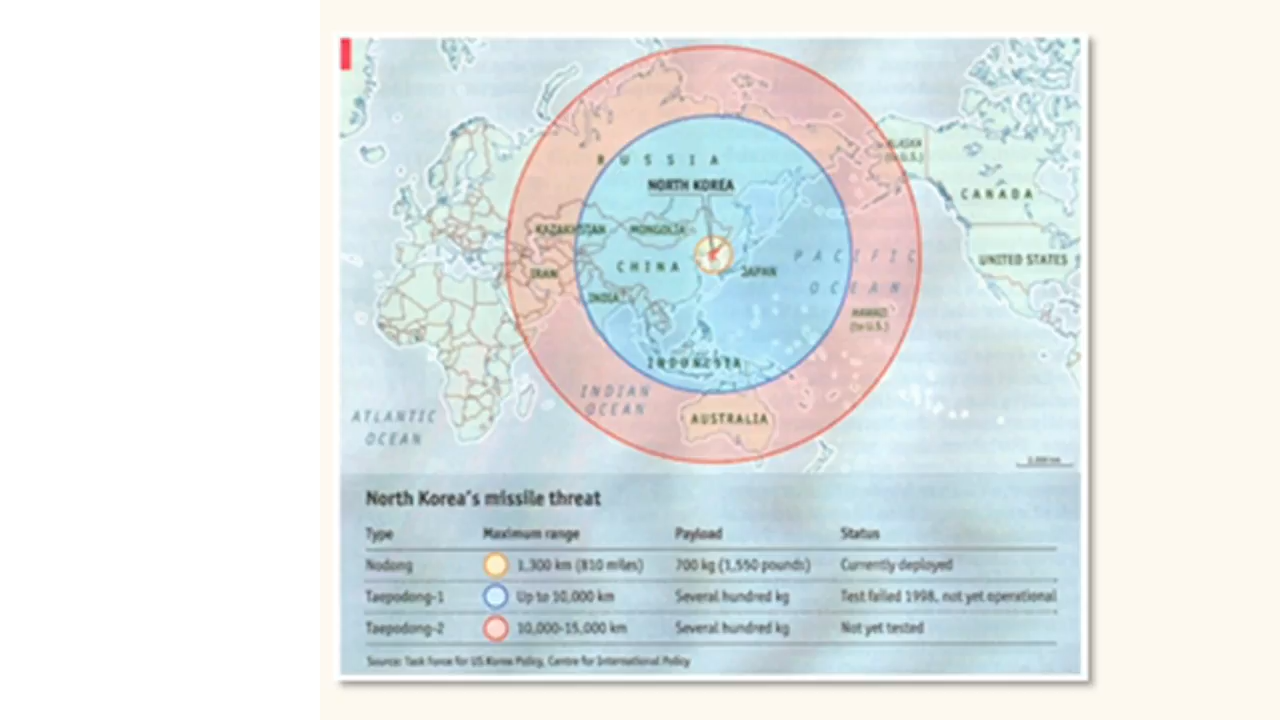 RUSSIA
ALASKA
(to U.S.)
NORTH KOREA
CANADA
KAZAKHSTAN
MONGOLIA
PACIFIC
UNITED STATES
CHINA
IRAN
JAPAN
OCEAN
INDIA
HAWAII
(to U.S.)
INDONESIA
INDIAN
OCEAN
ATLANTIC
OCEAN
AUSTRALIA
North Korea's missile threat
Type Maximum range Payload Status
Nodong 1,300 km (810 miles) 700 kg (1,550 pounds) Currently deployed
Taepodong-1 Up to 10,000 km Several hundred kg Test failed 1998, not yet operational
Taepodong-2 10,000-15,000 km Several hundred kg Not yet tested
Source: Task Force for US Korea Policy, Centre for International Policy